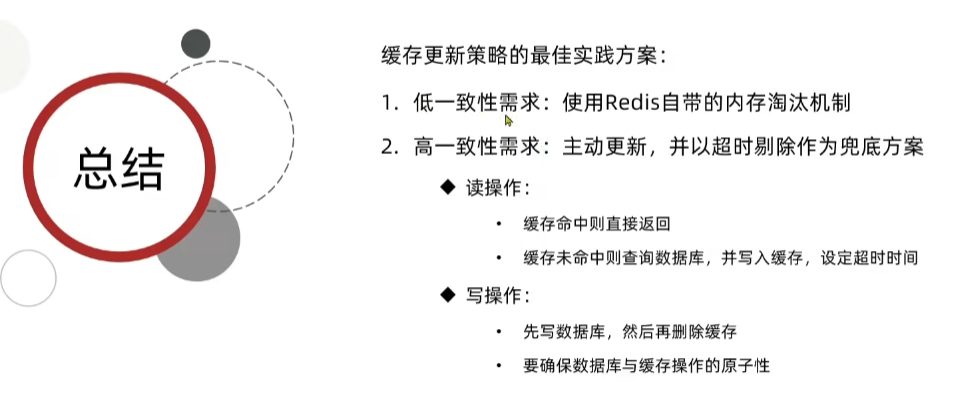 总结
缓存更新策略的最佳实践方案：
1. 低一致性需求：使用Redis自带的内存淘汰机制
2. 高一致性需求：主动更新，并以超时剔除作为兜底方案
◆ 读操作：
• 缓存命中则直接返回
• 缓存未命中则查询数据库，并写入缓存，设定超时时间
◆ 写操作：
• 先写数据库，然后再删除缓存
• 要确保数据库与缓存操作的原子性